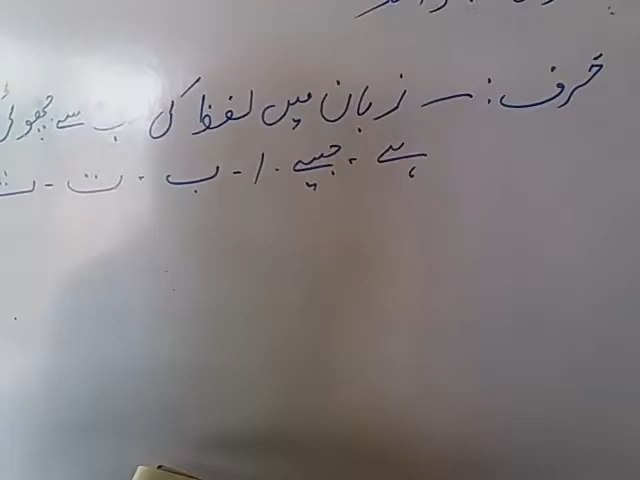 حرف :- زبان میں لفظ کی سب سے چھوٹی
ہے - جیسے - ا - ب - ت - ث